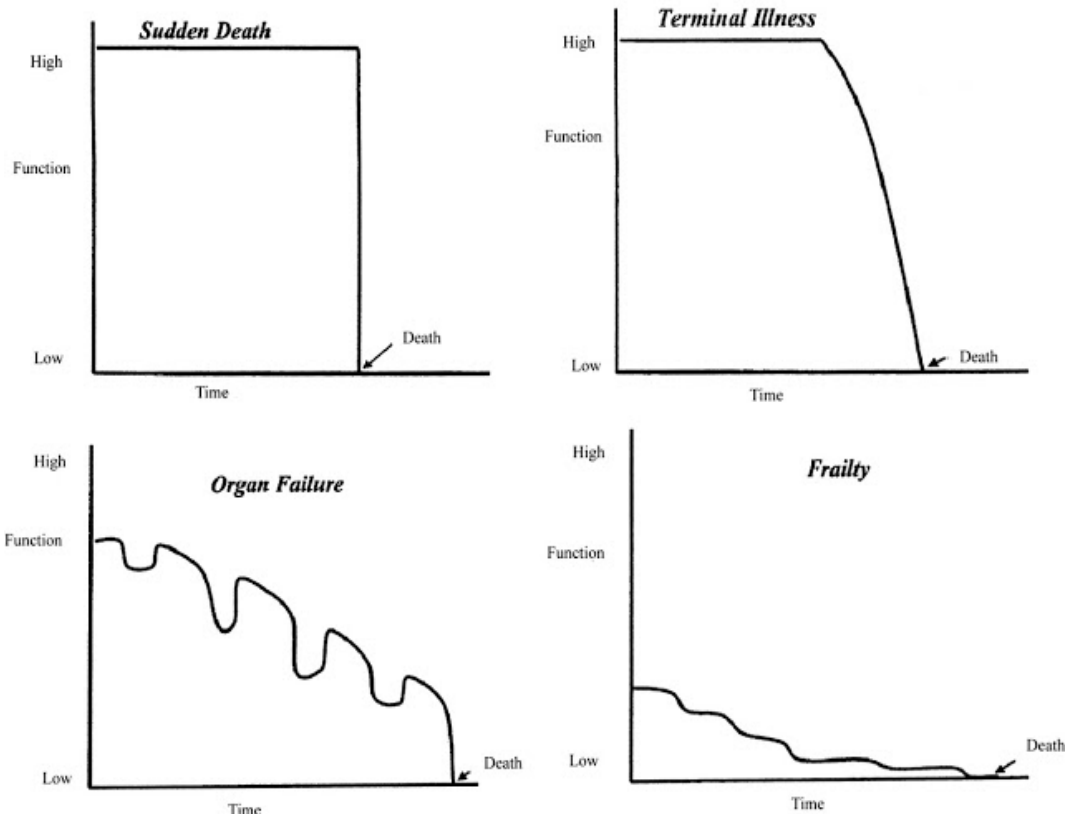 Sudden Death
High
Function
Low
Death
Time
Terminal Illness
High
Function
Low
Death
Time
Organ Failure
High
Function
Low
Death
Time
Frailty
High
Function
Low
Death
Time